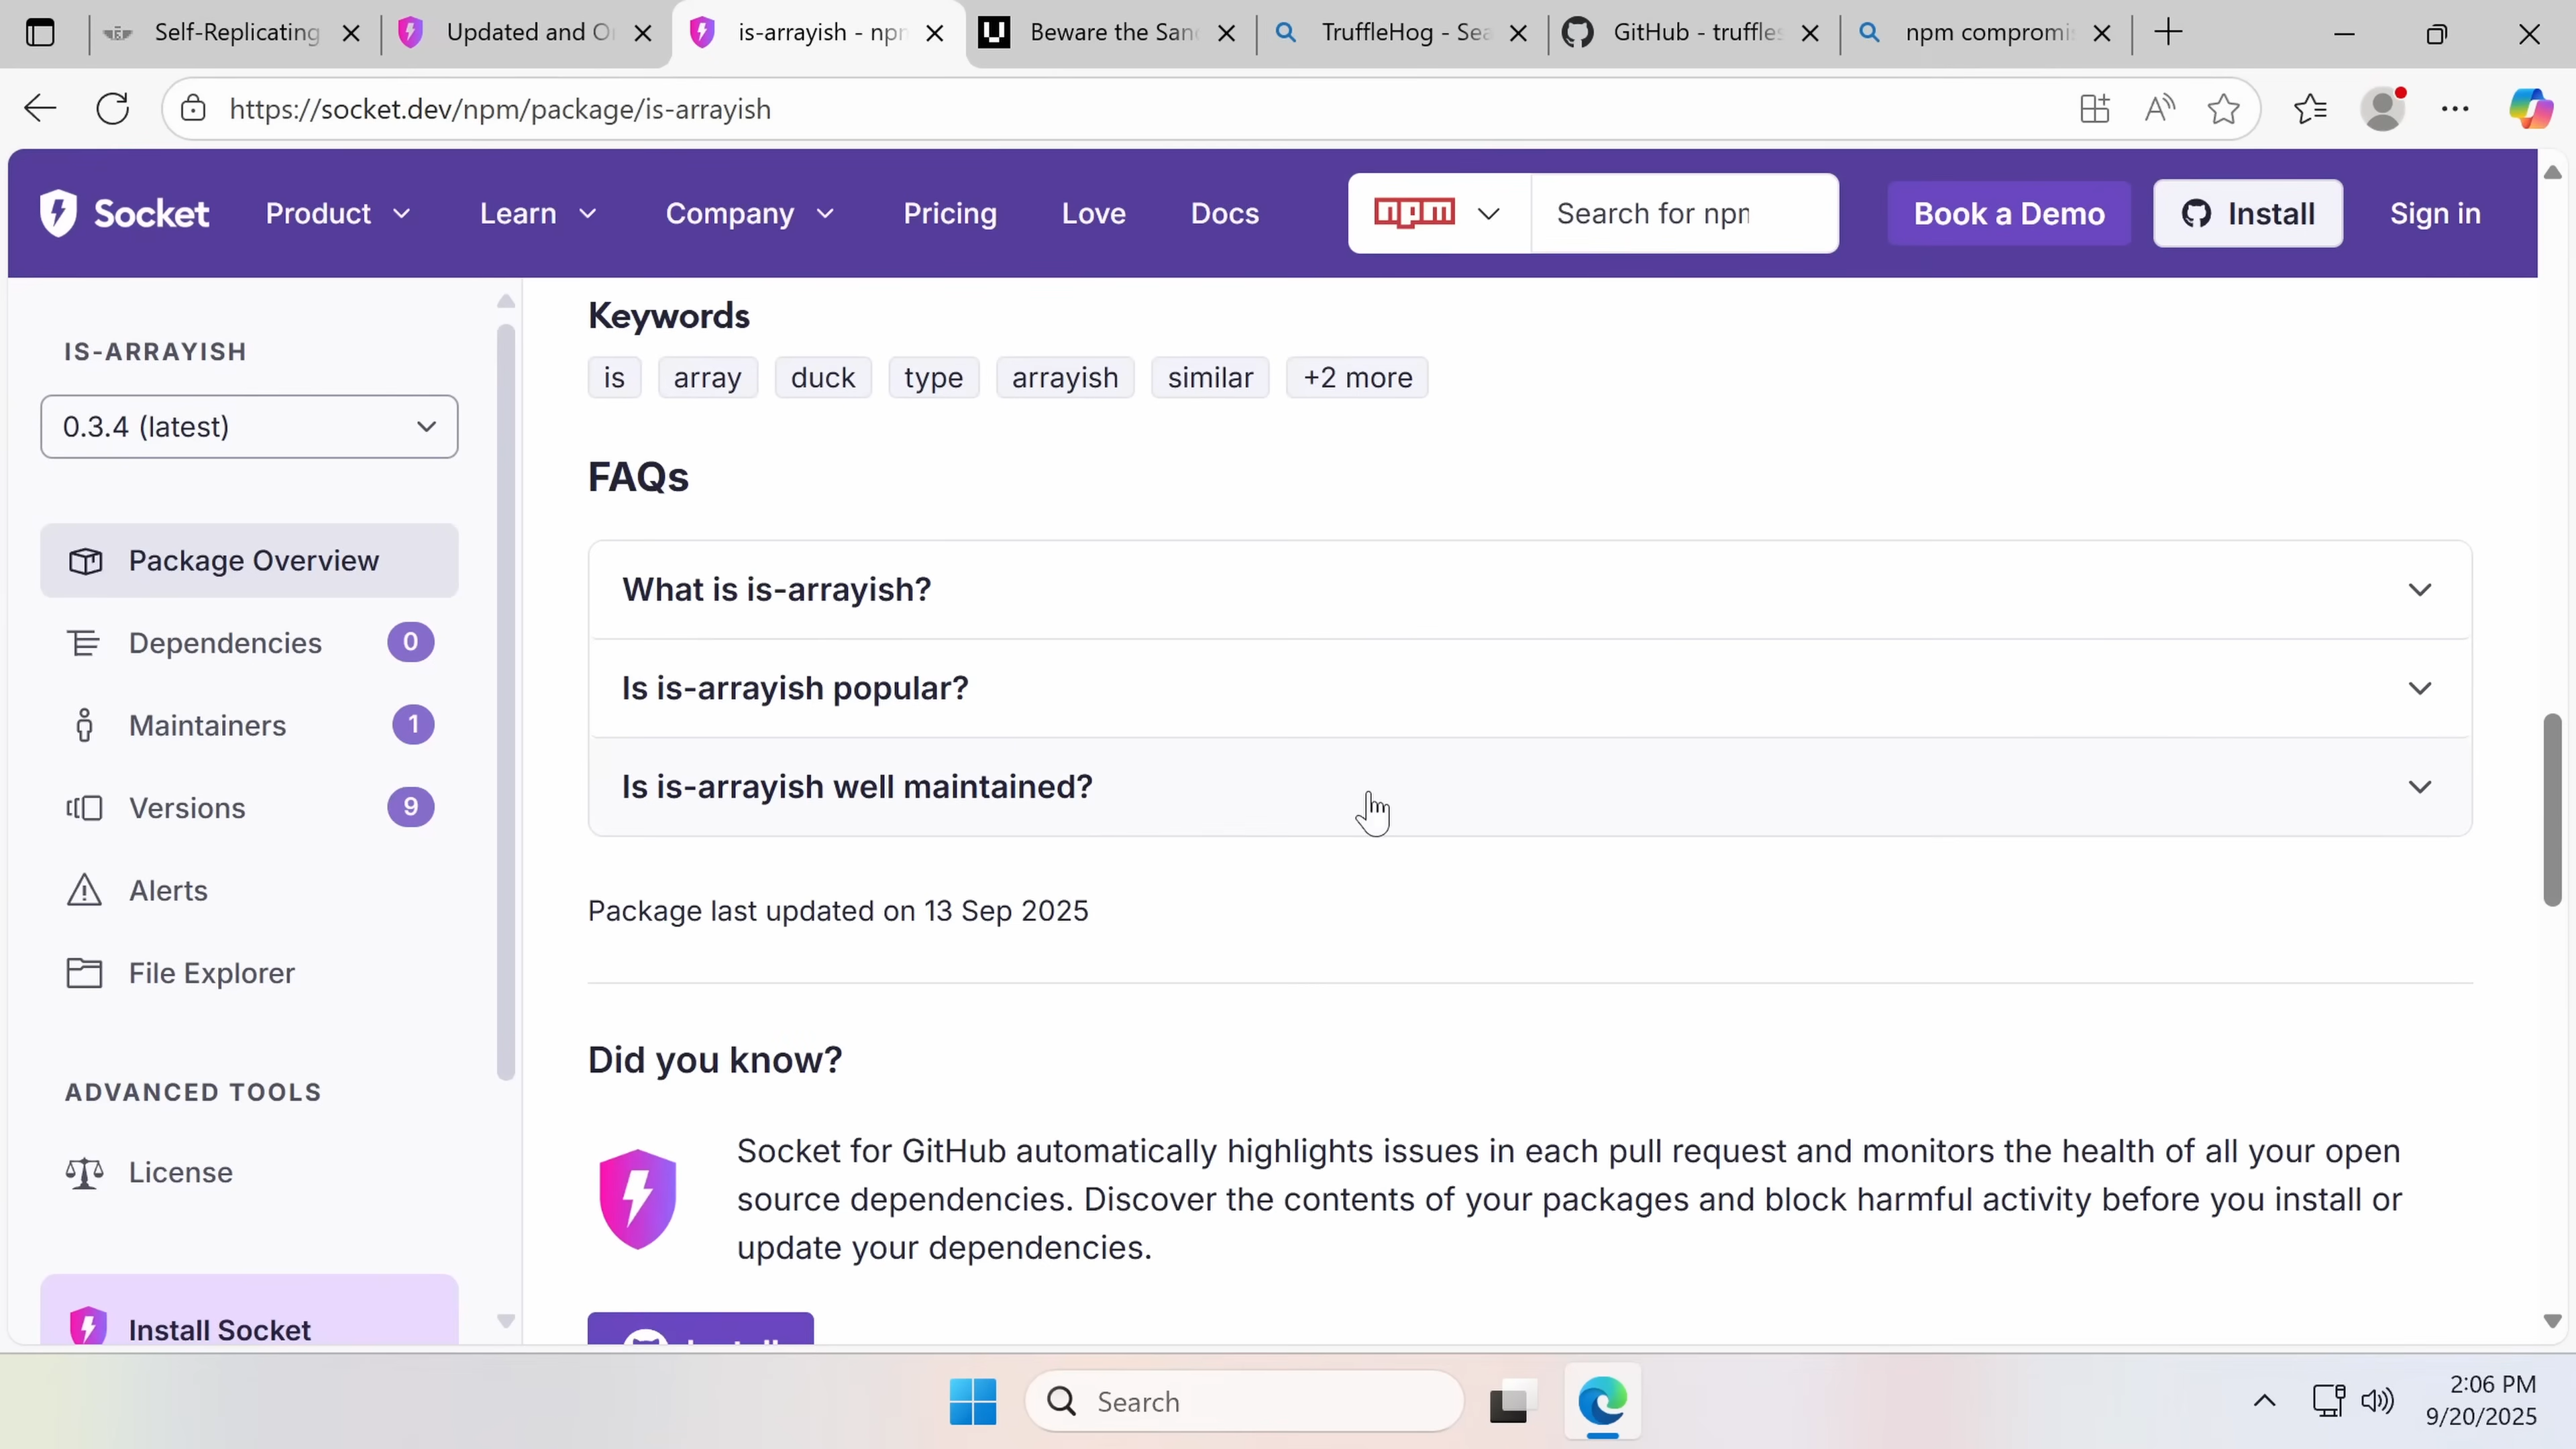 Self-Replicating
Updated and O
is-arrayish - npr
Beware the San
TruffleHog - Sea
GitHub - truffles
npm compromi
https://socket.dev/npm/package/is-arrayish
Socket
Product
Learn
Company
Pricing
Love
Docs
npm
Search for npr
Book a Demo
Install
Sign in
IS-ARRAYISH
0.3.4 (latest)
Package Overview
Dependencies 0
Maintainers 1
Versions 9
Alerts
File Explorer
ADVANCED TOOLS
License
Install Socket
Keywords
is array duck type arrayish similar +2 more
FAQs
What is is-arrayish?
Is is-arrayish popular?
Is is-arrayish well maintained?
Package last updated on 13 Sep 2025
Did you know?
Socket for GitHub automatically highlights issues in each pull request and monitors the health of all your open
source dependencies. Discover the contents of your packages and block harmful activity before you install or
update your dependencies.
Search
2:06 PM
9/20/2025